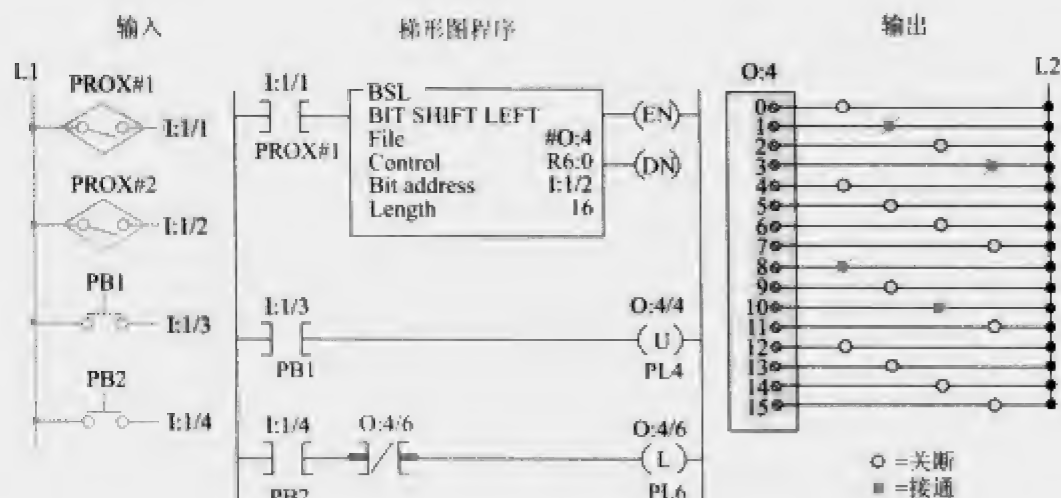 输入
梯形图程序
输出
L1
PROX#1
I:1/1
PROX#2
I:1/2
PB1
I:1/3
PB2
I:1/4
I:1/1
PROX#1
BSL
BIT SHIFT LEFT
File #O:4
Control R6:0
Bit address I:1/2
Length 16
(EN)
(DN)
I:1/3
PB1
O:4/4
(U)
PL4
I:1/4
PB2
O:4/6
O:4/6
(L)
PL6
O:4
L2
0
1
2
3
4
5
6
7
8
9
10
11
12
13
14
15
=关断
=接通